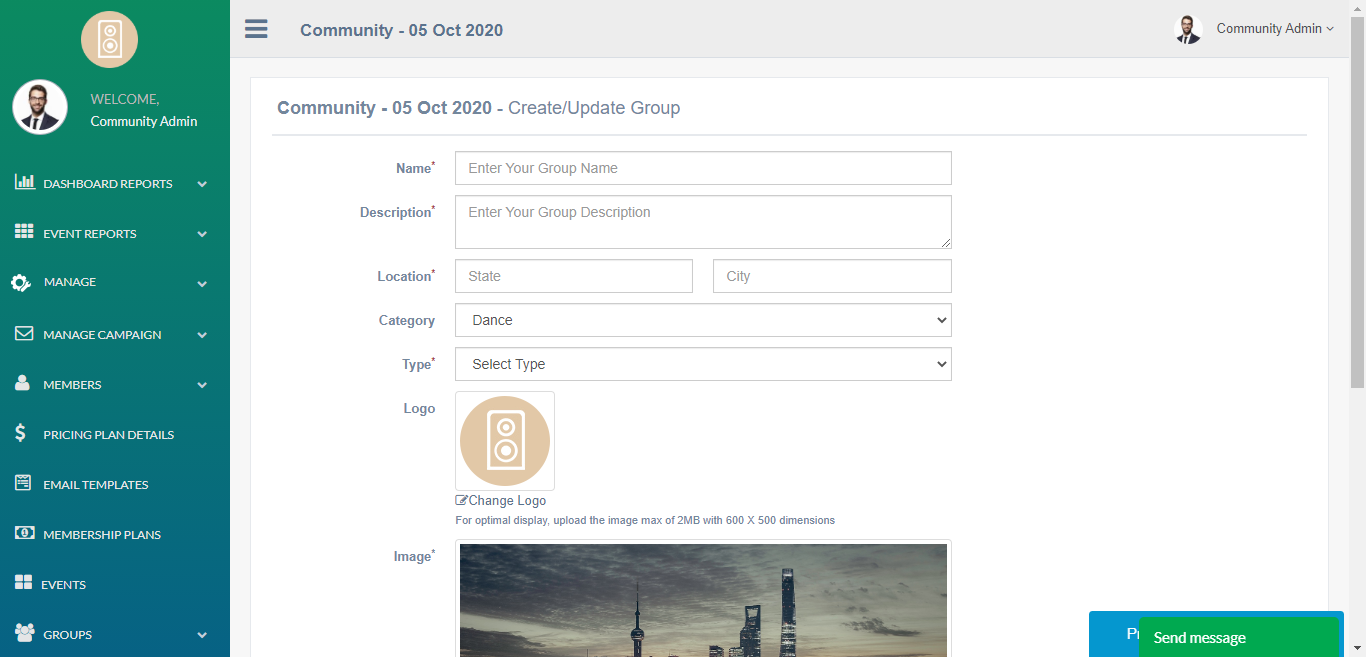 Community - 05 Oct 2020
Community Admin
WELCOME,
Community Admin
DASHBOARD REPORTS
EVENT REPORTS
MANAGE
MANAGE CAMPAIGN
MEMBERS
PRICING PLAN DETAILS
EMAIL TEMPLATES
MEMBERSHIP PLANS
EVENTS
GROUPS
Community - 05 Oct 2020 - Create/Update Group
Name* Enter Your Group Name
Description* Enter Your Group Description
Location* State City
Category Dance
Type* Select Type
Logo
Change Logo
For optimal display, upload the image max of 2MB with 600 X 500 dimensions
Image*
Send message